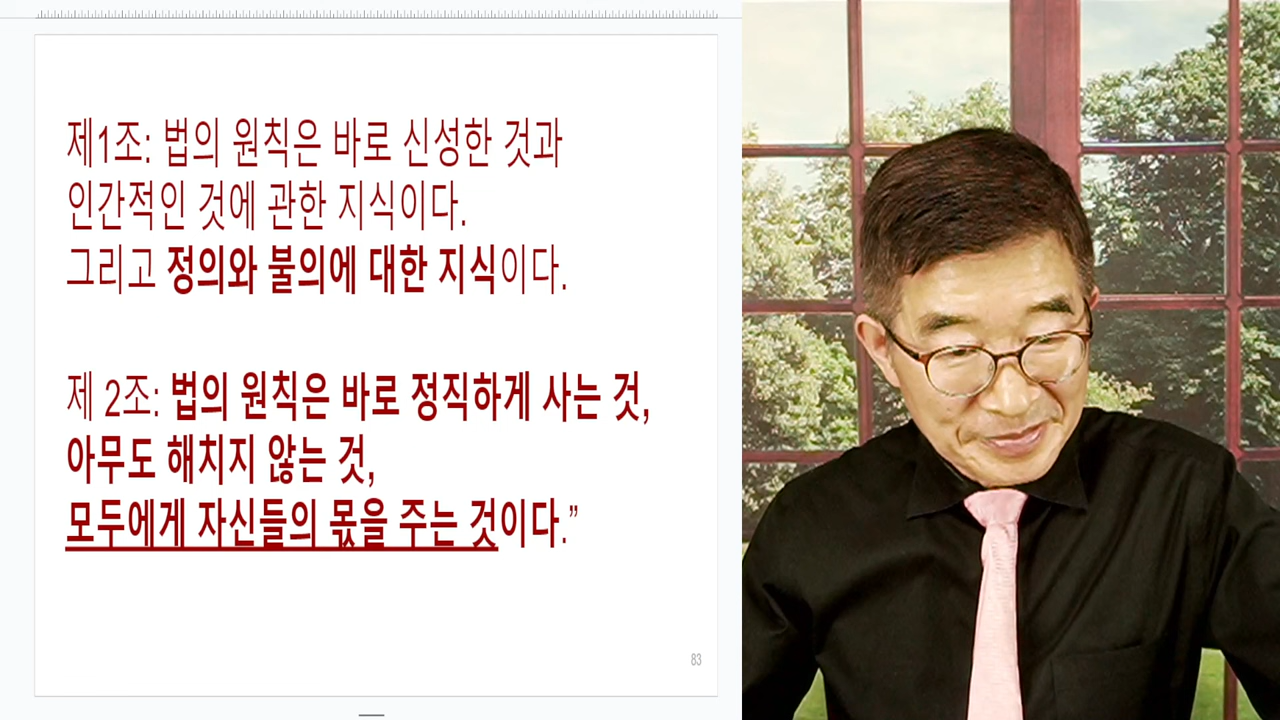 제1조: 법의 원칙은 바로 신성한 것과
인간적인 것에 관한 지식이다.
그리고 정의와 불의에 대한 지식이다.
제 2조: 법의 원칙은 바로 정직하게 사는 것,
아무도 해치지 않는 것,
모두에게 자신들의 몫을 주는 것이다.”
83